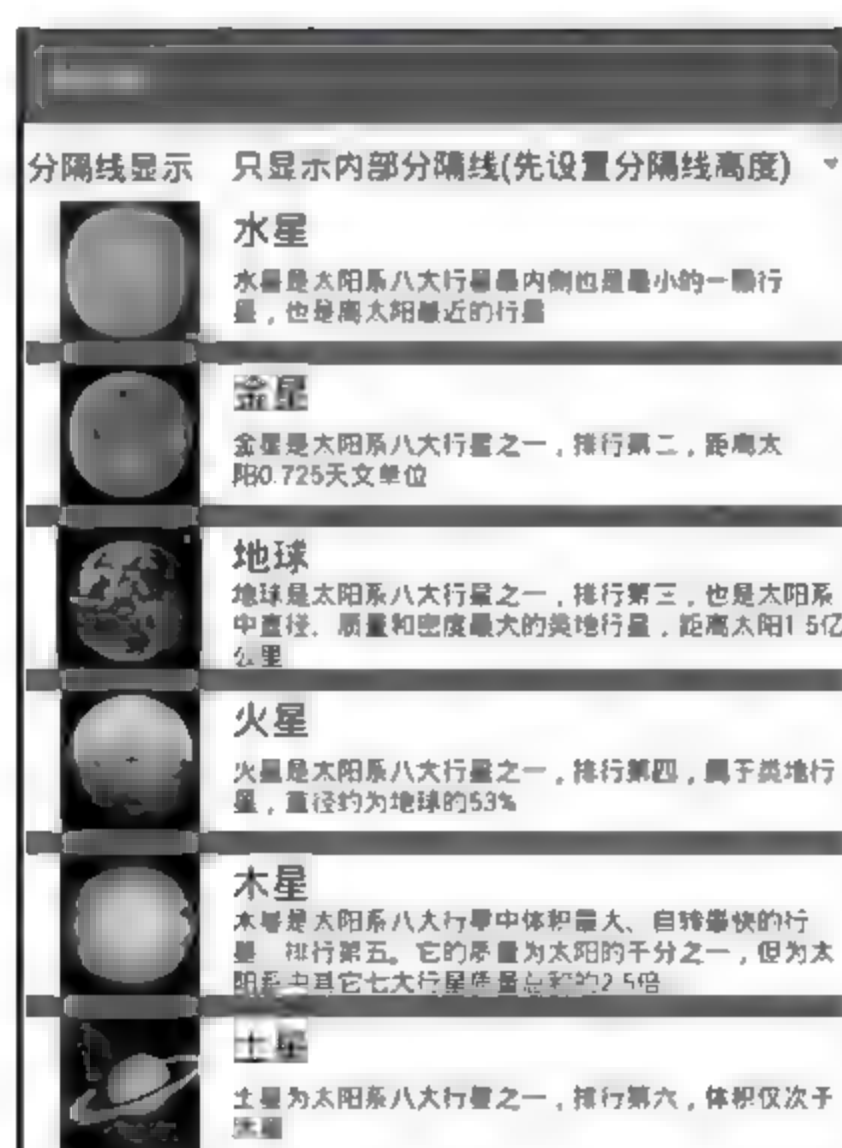 分隔线显示 只显示内部分隔线(先设置分隔线高度)
水星
水星是太阳系八大行星最内侧也是最小的一颗行
星，也是离太阳最近的行星
金星
金星是太阳系八大行星之一，排行第二，距离太
阳0.725天文单位
地球
地球是太阳系八大行星之一，排行第三，也是太阳系
中直径、质量和密度最大的类地行星，距离太阳1.5亿
公里
火星
火星是太阳系八大行星之一，排行第四，属于类地行
星，直径约为地球的53%
木星
木星是太阳系八大行星中体积最大、自转最快的行
星，排行第五。它的质量为太阳的千分之一，但为太
阳系中其它七大行星质量总和的2.5倍
土星
土星为太阳系八大行星之一，排行第六，体积仅次于
木星